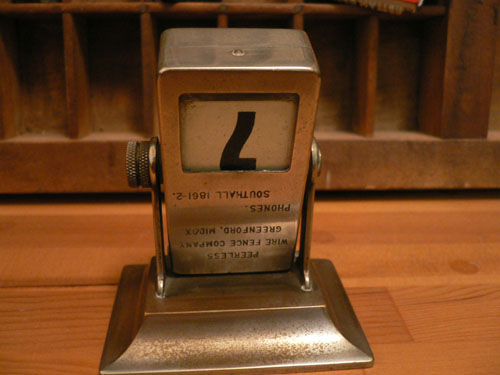 PEERLESS
WIRE FENCE COMPANY
GREENFORD, MIDDX
PHONES.
SOUTHALL 1861-2.
7